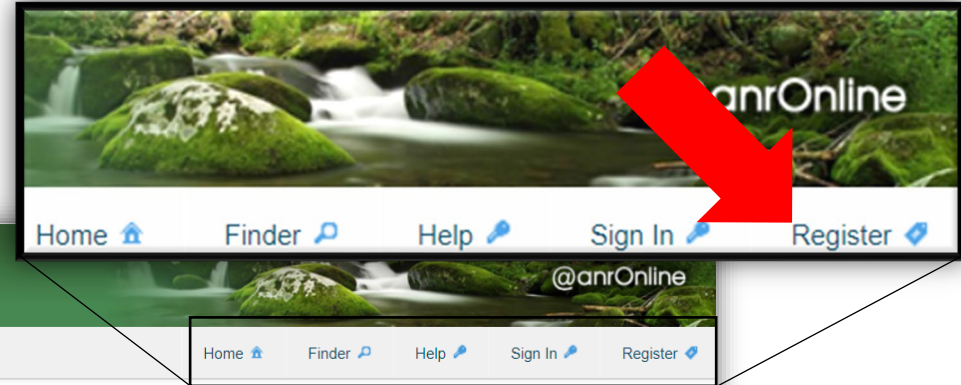 anrOnline
Home Finder Help Sign In Register
@anrOnline
Home Finder Help Sign In Register